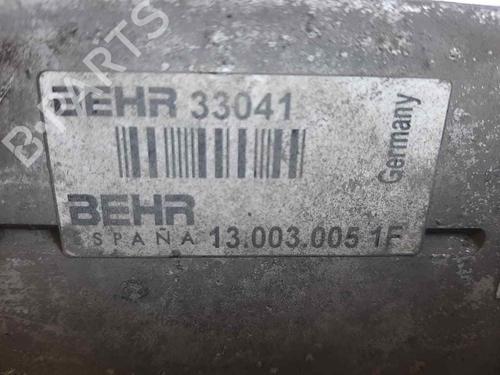 BEHR 33041
Germany
BEHR
ESPAÑA 13.003.005 1F
B-PARTS